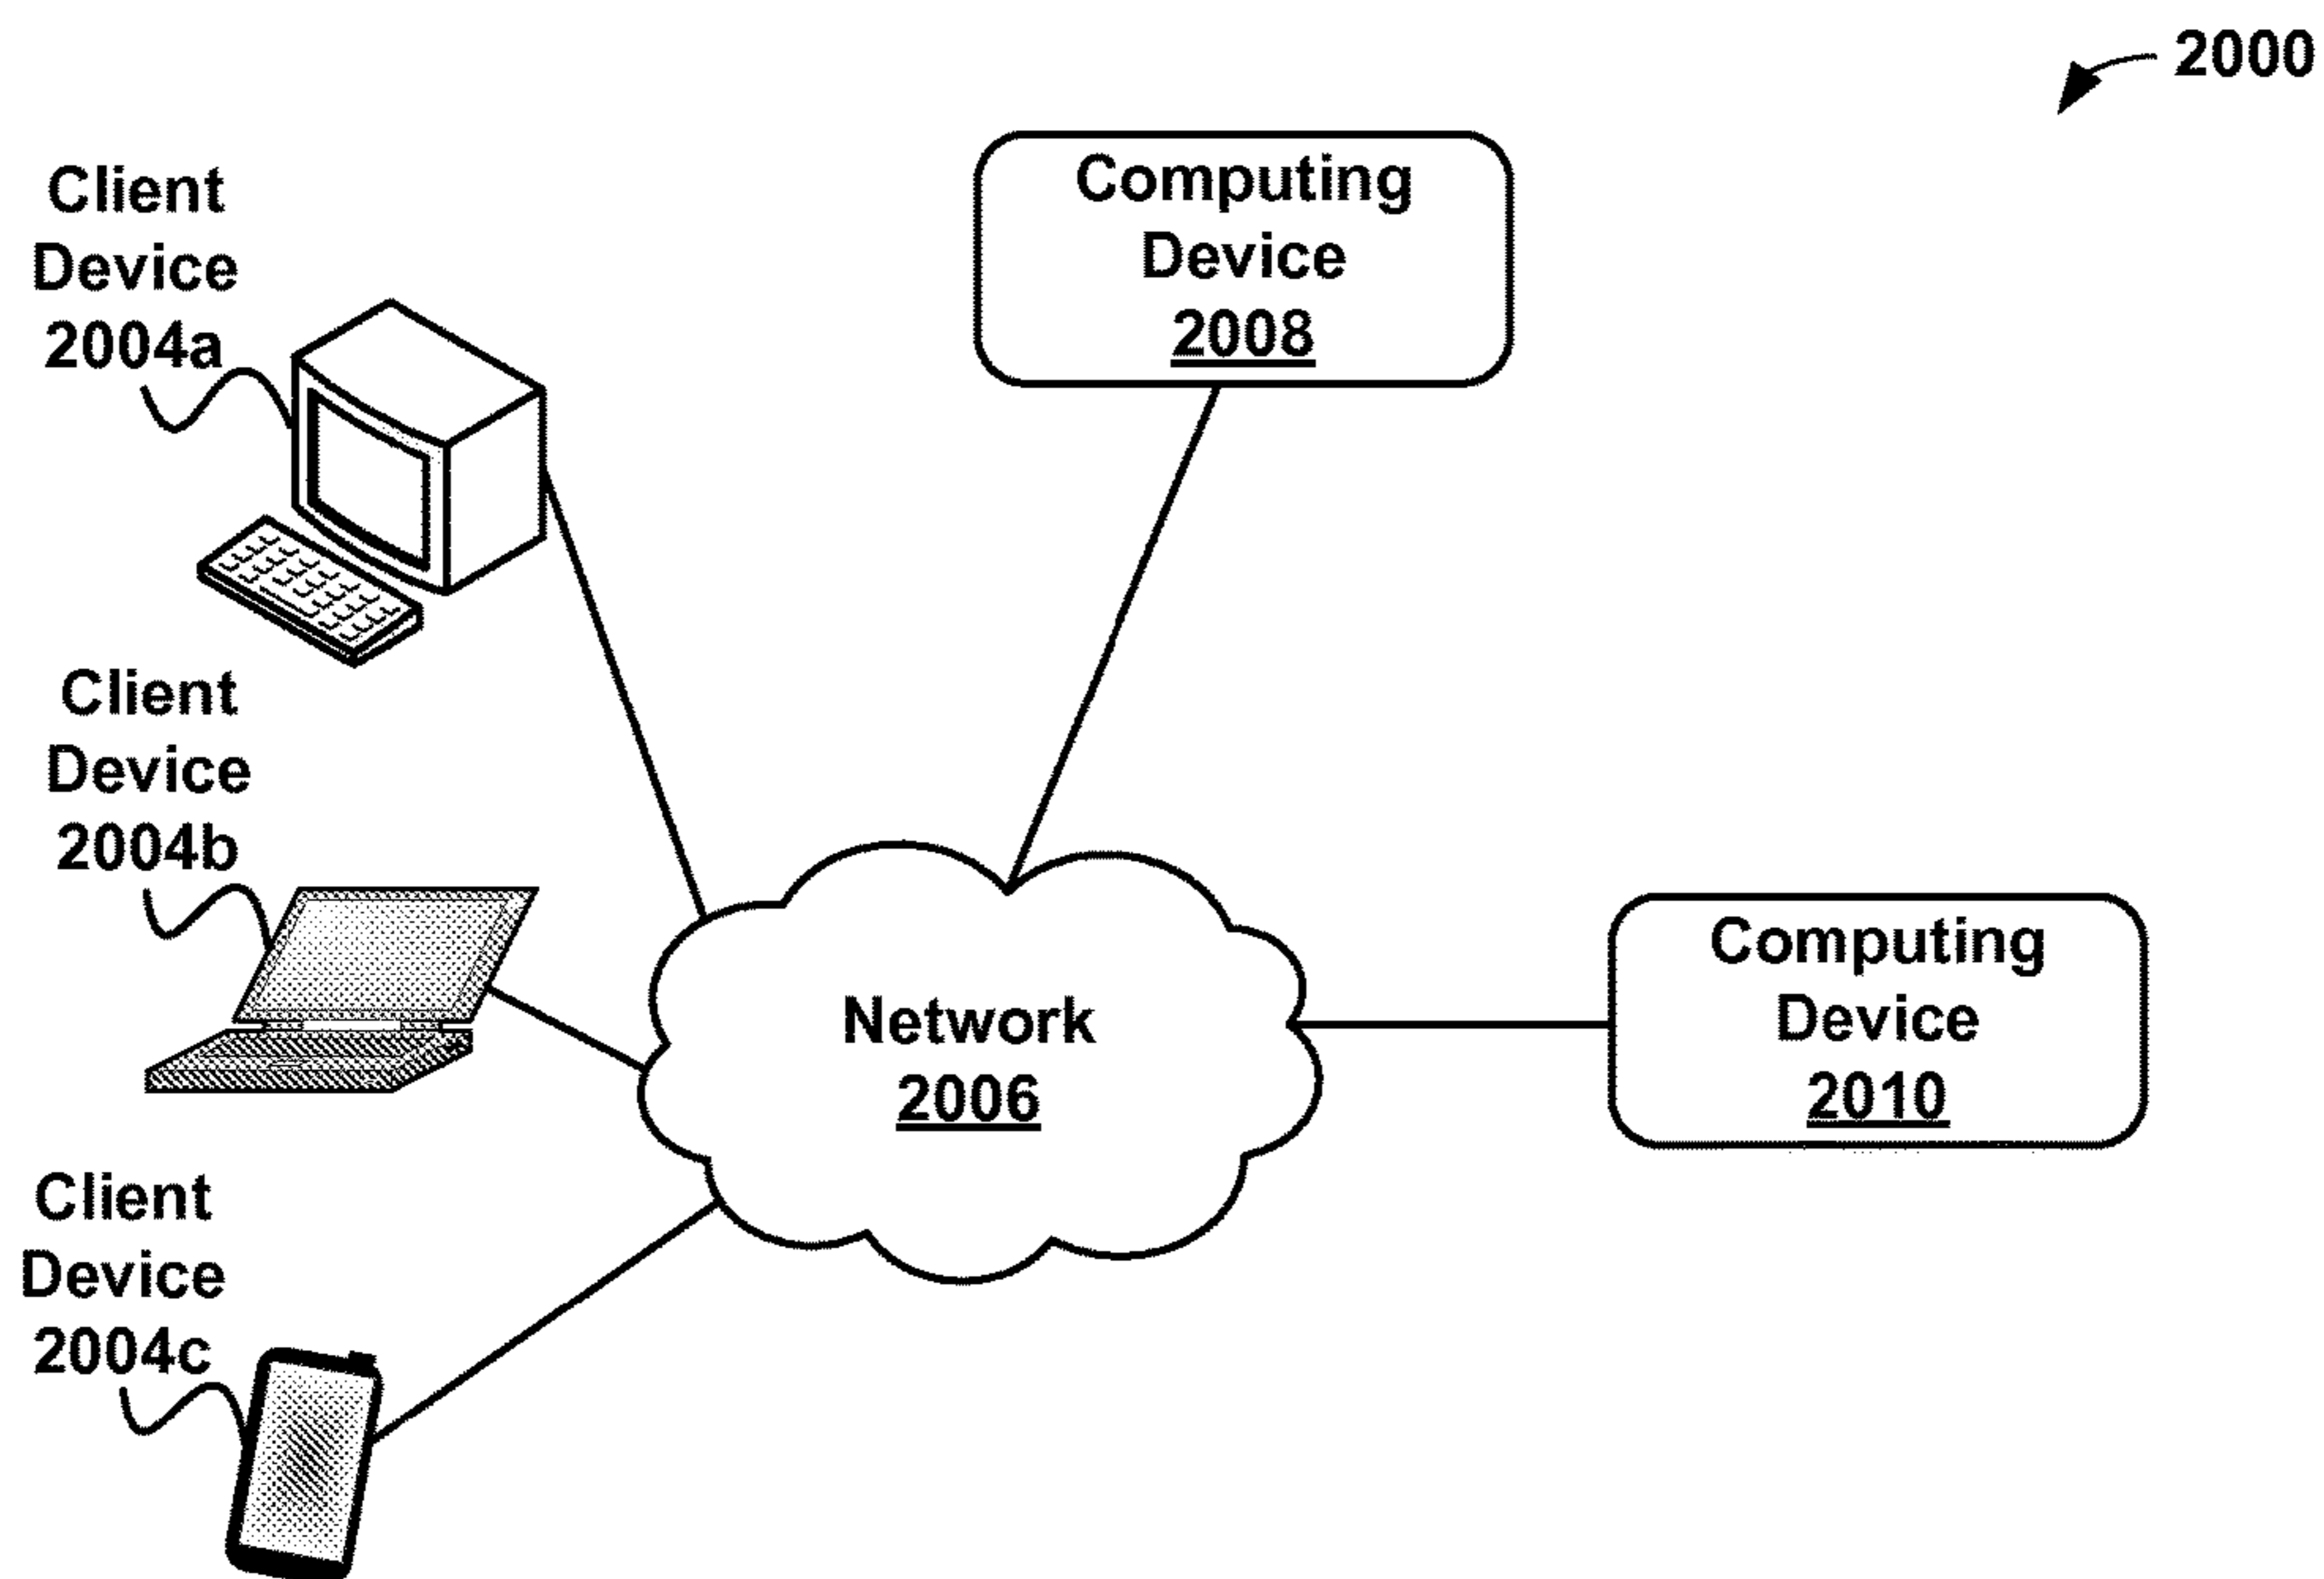 2000
Computing
Device
2008
Client
Device
2004a
Client
Device
2004b
Network
2006
Computing
Device
2010
Client
Device
2004c